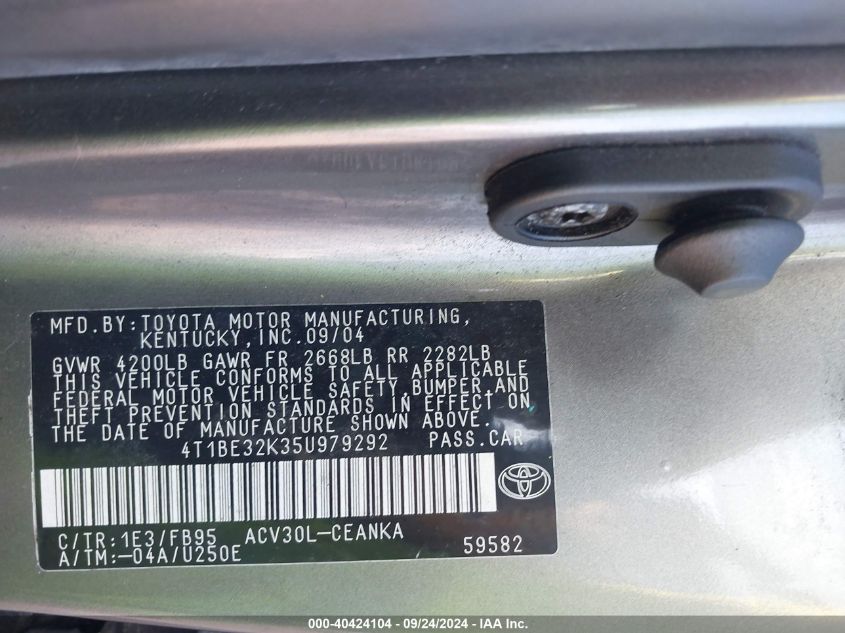 MFD.BY:TOYOTA MOTOR MANUFACTURING,
KENTUCKY, INC.09/04
GVWR 4200LB GAWR FR 2668LB RR 2282LB
THIS VEHICLE CONFORMS TO ALL APPLICABLE
FEDERAL MOTOR VEHICLE SAFETY,BUMPER,AND
THEFT PREVENTION STANDARDS IN EFFECT ON
THE DATE OF MANUFACTURE SHOWN ABOVE.
4T1BE32K35U979292 PASS.CAR
C/TR:1E3/FB95 ACV30L-CEANKA
A/TM:-04A/U250E 59582
000-40424104 - 09/24/2024 - IAA Inc.